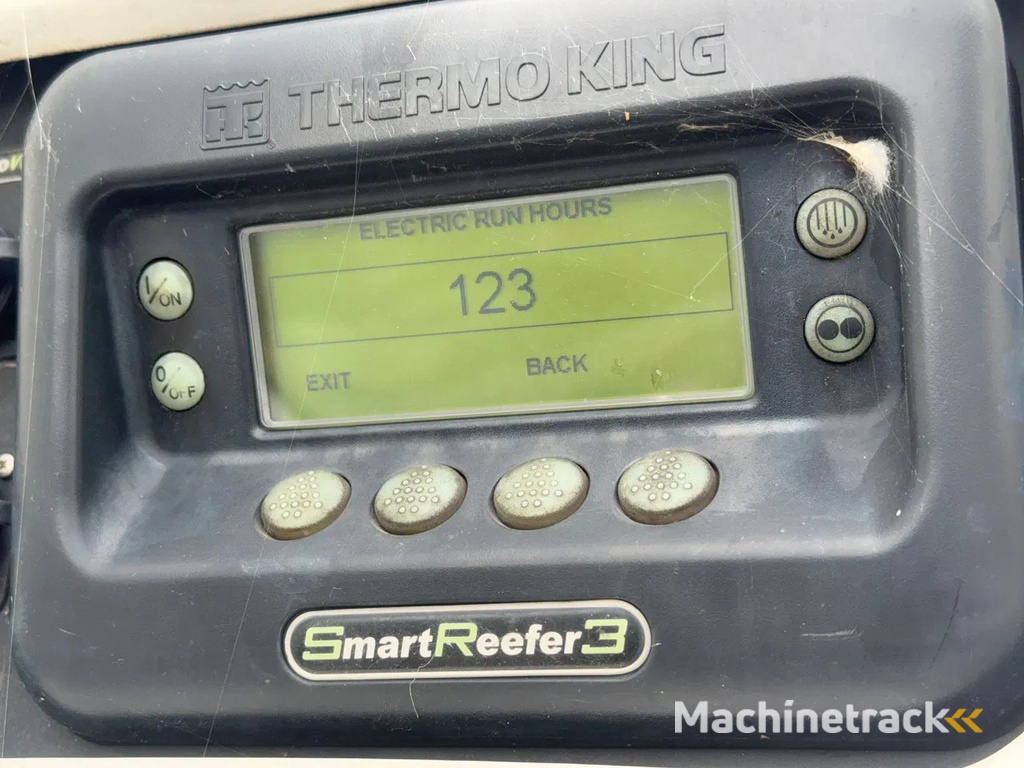 THERMO KING
ELECTRIC RUN HOURS
123
EXIT BACK
I/ON
0/OFF
SmartReefer3
Machinetrack